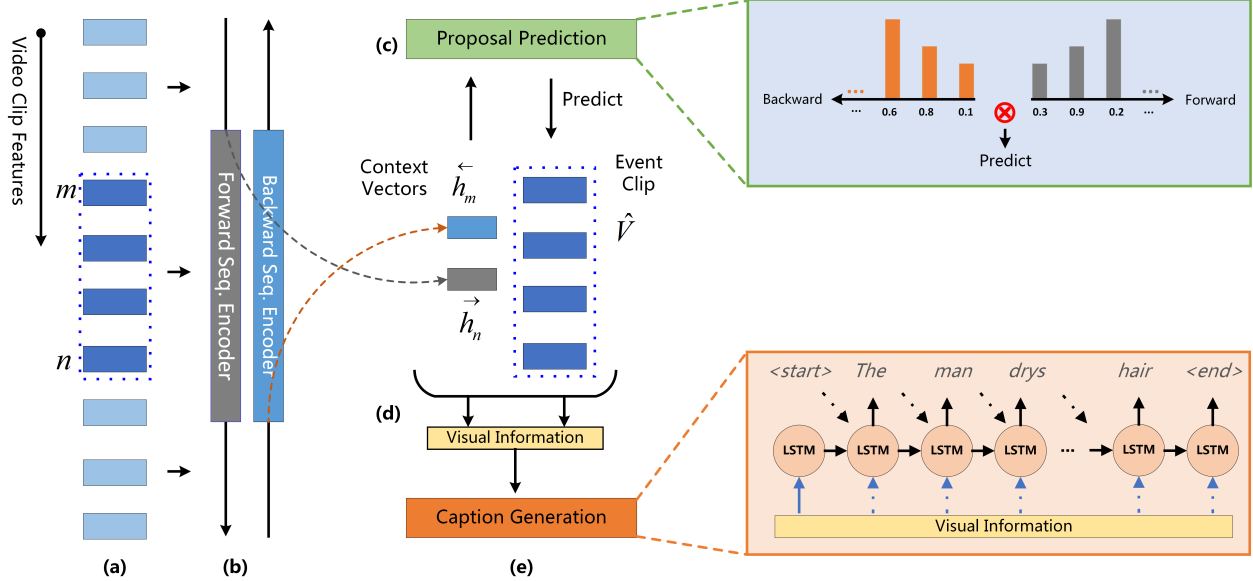 Video Clip Features
m
n
(a)
Forward Seq. Encoder
Backward Seq. Encoder
(b)
(c)
Proposal Prediction
Predict
Context
Vectors
←
h_m
→
h_n
Event
Clip
V̂
(d)
Visual Information
Caption Generation
(e)
Backward
... 0.6 0.8 0.1
0.3 0.9 0.2 ...
Forward
Predict
<start> The man drys hair <end>
LSTM LSTM LSTM LSTM ... LSTM LSTM
Visual Information